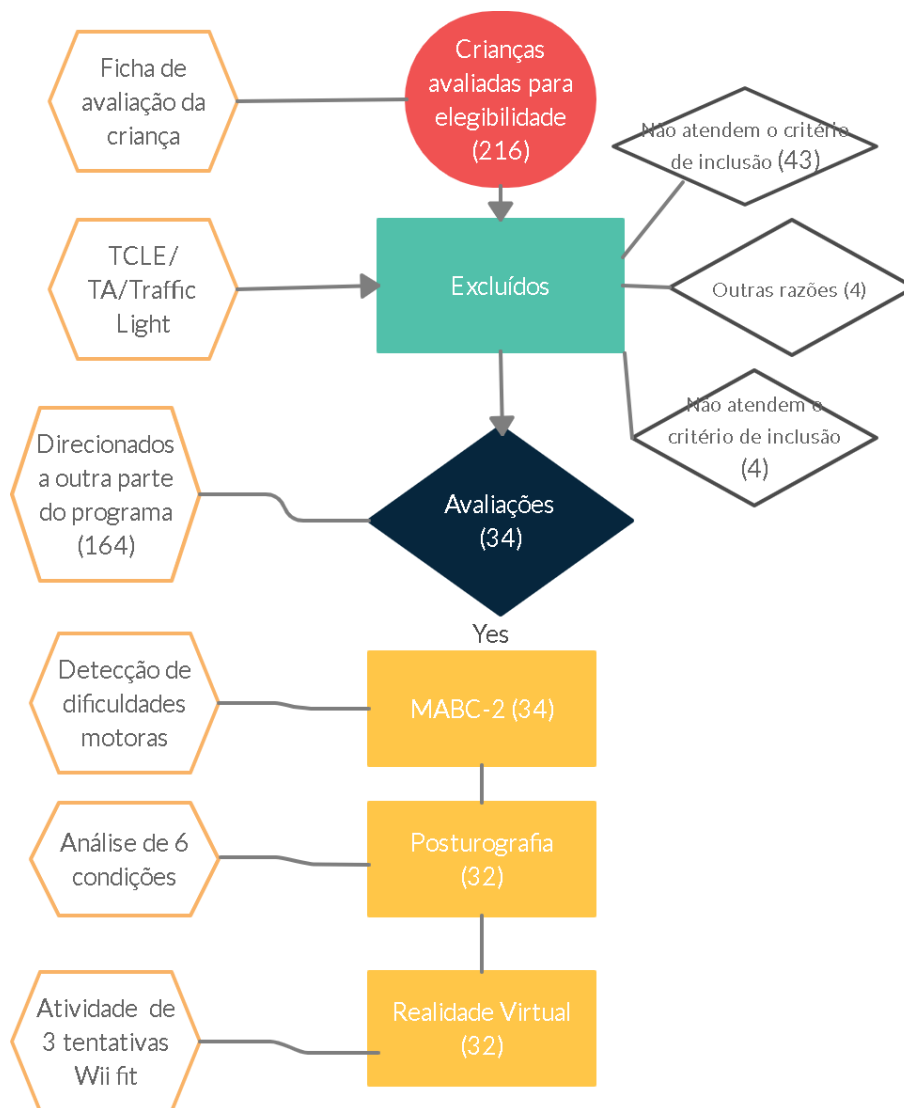 Crianças
avaliadas para
elegibilidade
(216)
Ficha de
avaliação da
criança
Não atendem o critério
de inclusão (43)
TCLE/
TA/Traffic
Light
Excluídos
Outras razões (4)
Não atendem o
critério de inclusão
(4)
Direcionados
a outra parte
do programa
(164)
Avaliações
(34)
Yes
Detecção de
dificuldades
motoras
MABC-2 (34)
Análise de 6
condições
Posturografia
(32)
Atividade de
3 tentativas
Wii fit
Realidade Virtual
(32)